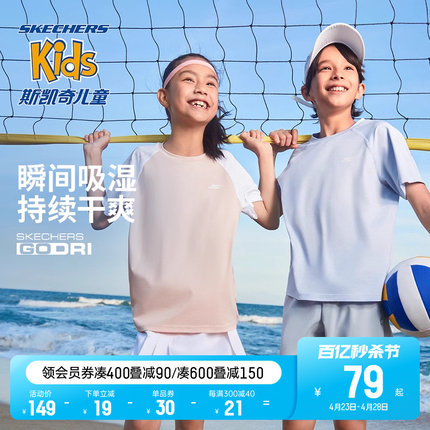 SKECHERS
Kids
斯凯奇儿童
瞬间吸湿
持续干爽
SKECHERS
GODRI
领会员券凑400叠减90/凑600叠减150
活动价 下单立减 单品券 每满300减40
¥149 - ¥19 - ¥30 - ¥21 =
百亿秒杀节
¥79起
4月23日-4月28日